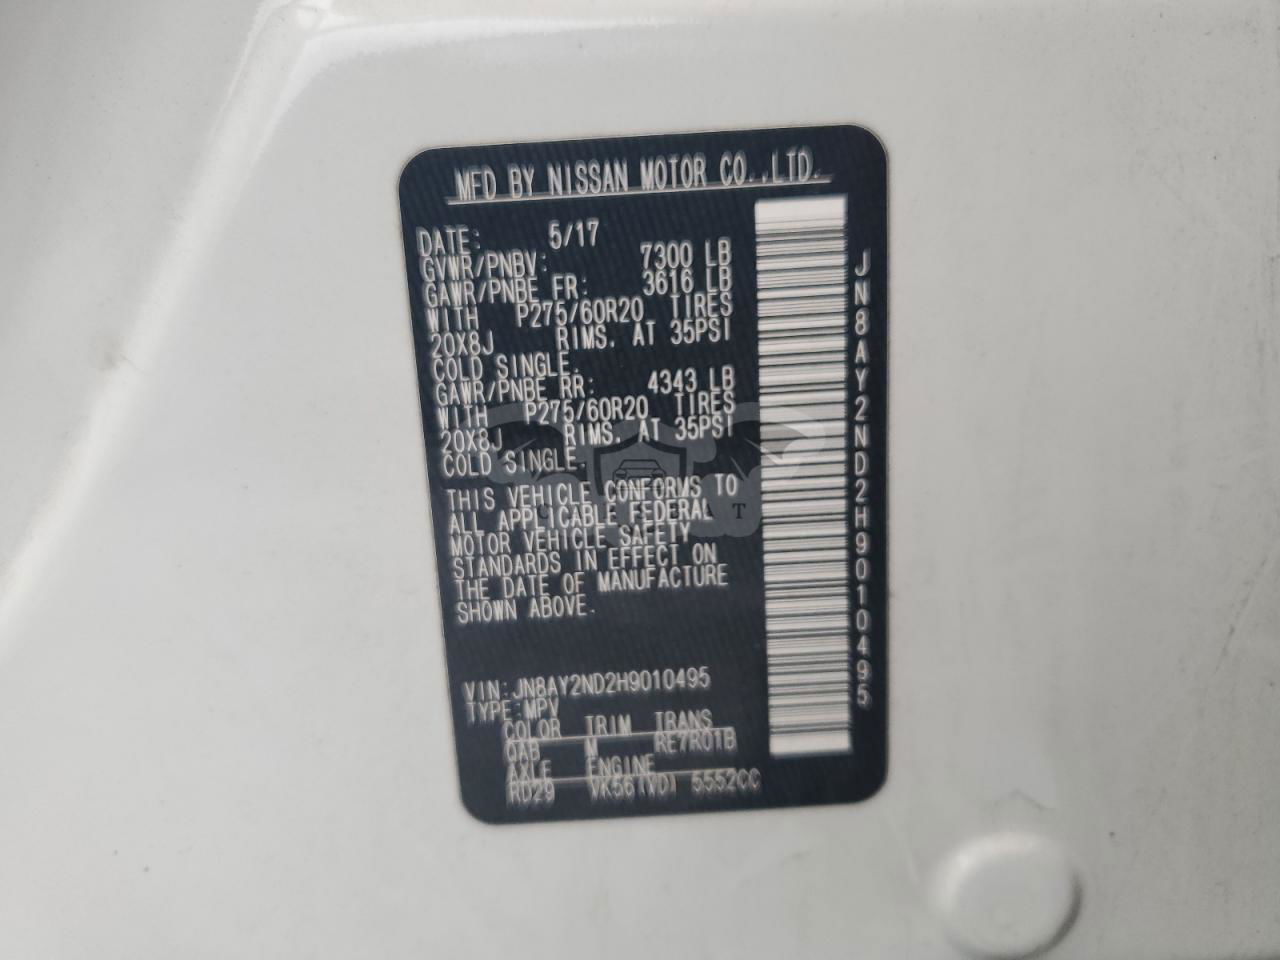 MFD BY NISSAN MOTOR CO.,LTD.
DATE: 5/17
GVWR/PNBV: 7300 LB
GAWR/PNBE FR: 3616 LB
WITH P275/60R20 TIRES
20X8J RIMS. AT 35PSI
COLD SINGLE.
GAWR/PNBE RR: 4343 LB
WITH P275/60R20 TIRES
20X8J RIMS. AT 35PSI
COLD SINGLE.
THIS VEHICLE CONFORMS TO
ALL APPLICABLE FEDERAL
MOTOR VEHICLE SAFETY
STANDARDS IN EFFECT ON
THE DATE OF MANUFACTURE
SHOWN ABOVE.
VIN:JN8AY2ND2H9010495
TYPE:MPV
COLOR TRIM TRANS
QAB M RE7R01B
AXLE ENGINE
RD29 VK56(VD) 5552CC
JN8AY2ND2H9010495